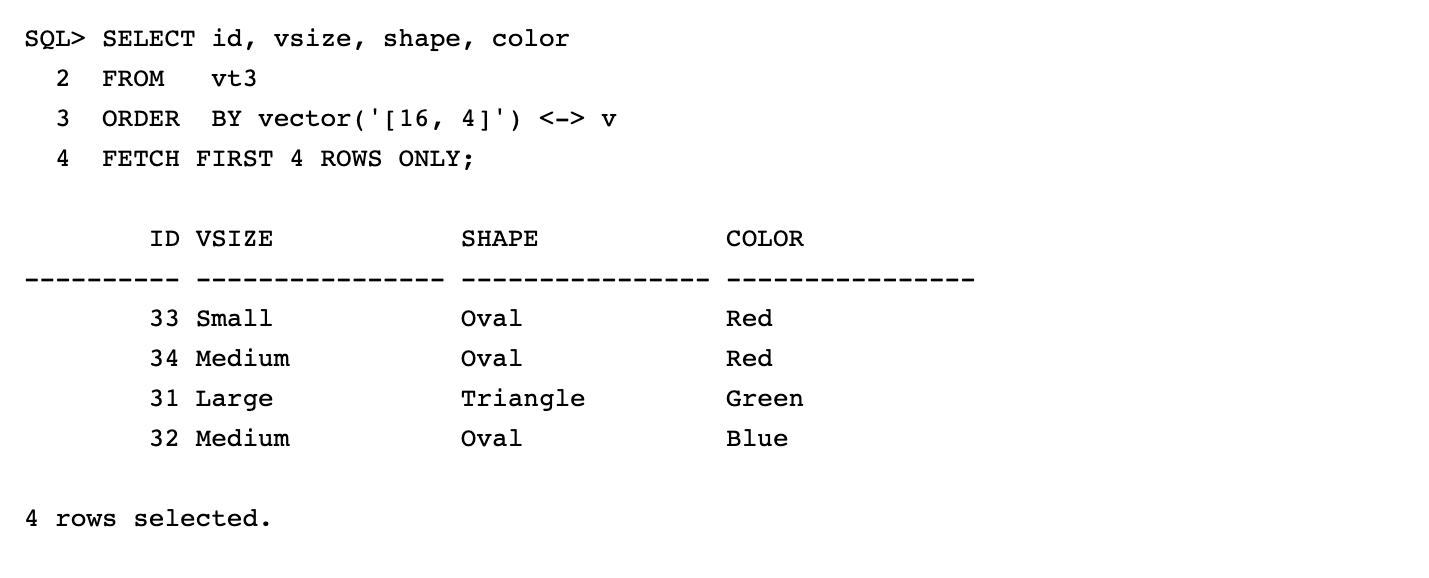 SQL> SELECT id, vsize, shape, color
  2  FROM   vt3
  3  ORDER  BY vector('[16, 4]') <-> v
  4  FETCH FIRST 4 ROWS ONLY;

        ID VSIZE            SHAPE            COLOR
---------- ---------------- ---------------- ----------------
        33 Small            Oval             Red
        34 Medium           Oval             Red
        31 Large            Triangle         Green
        32 Medium           Oval             Blue

4 rows selected.